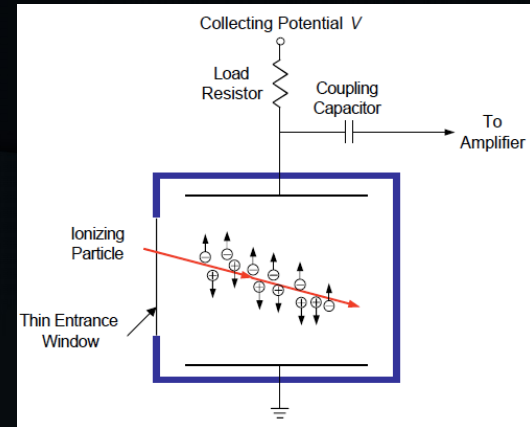 Collecting Potential V
Load
Resistor
Coupling
Capacitor
To
Amplifier
Ionizing
Particle
Thin Entrance
Window